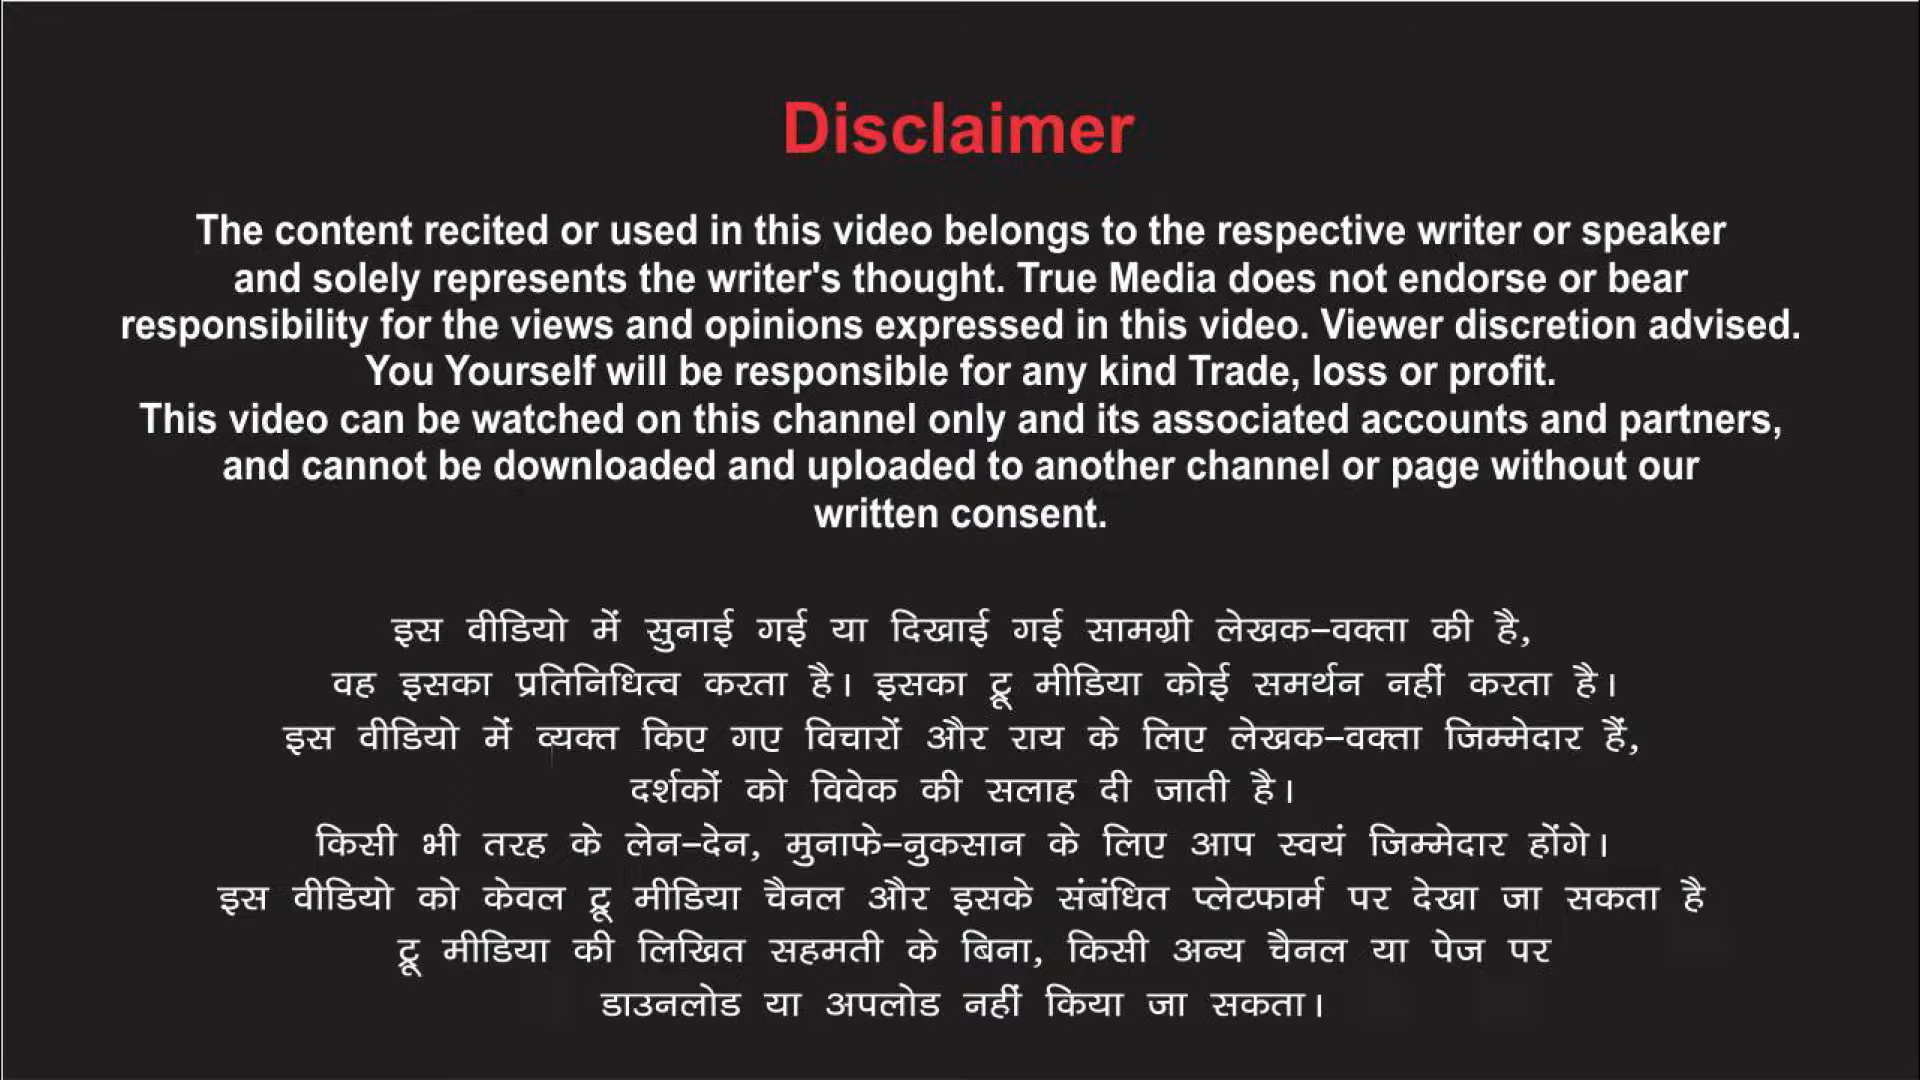 Disclaimer
The content recited or used in this video belongs to the respective writer or speaker
and solely represents the writer's thought. True Media does not endorse or bear
responsibility for the views and opinions expressed in this video. Viewer discretion advised.
You Yourself will be responsible for any kind Trade, loss or profit.
This video can be watched on this channel only and its associated accounts and partners,
and cannot be downloaded and uploaded to another channel or page without our
written consent.
इस वीडियो में सुनाई गई या दिखाई गई सामग्री लेखक–वक्ता की है,
वह इसका प्रतिनिधित्व करता है। इसका ट्रू मीडिया कोई समर्थन नहीं करता है।
इस वीडियो में व्यक्त किए गए विचारों और राय के लिए लेखक–वक्ता जिम्मेदार हैं,
दर्शकों को विवेक की सलाह दी जाती है।
किसी भी तरह के लेन–देन, मुनाफे–नुकसान के लिए आप स्वयं जिम्मेदार होंगे।
इस वीडियो को केवल ट्रू मीडिया चैनल और इसके संबंधित प्लेटफार्म पर देखा जा सकता है
ट्रू मीडिया की लिखित सहमती के बिना, किसी अन्य चैनल या पेज पर
डाउनलोड या अपलोड नहीं किया जा सकता।